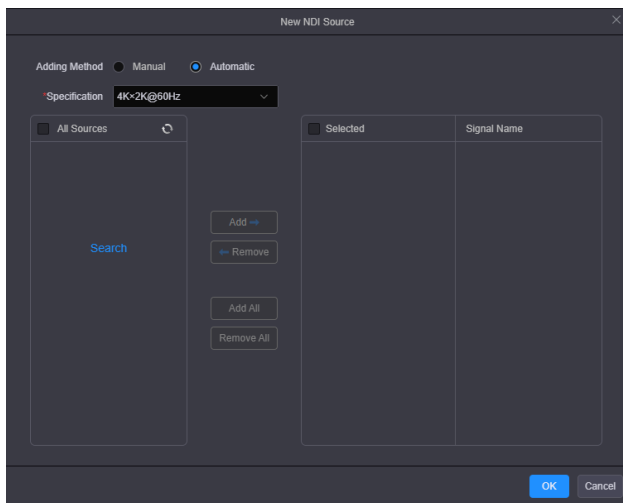 New NDI Source
Adding Method Manual Automatic
*Specification 4K×2K@60Hz
All Sources Selected Signal Name
Search
Add →
← Remove
Add All
Remove All
OK Cancel